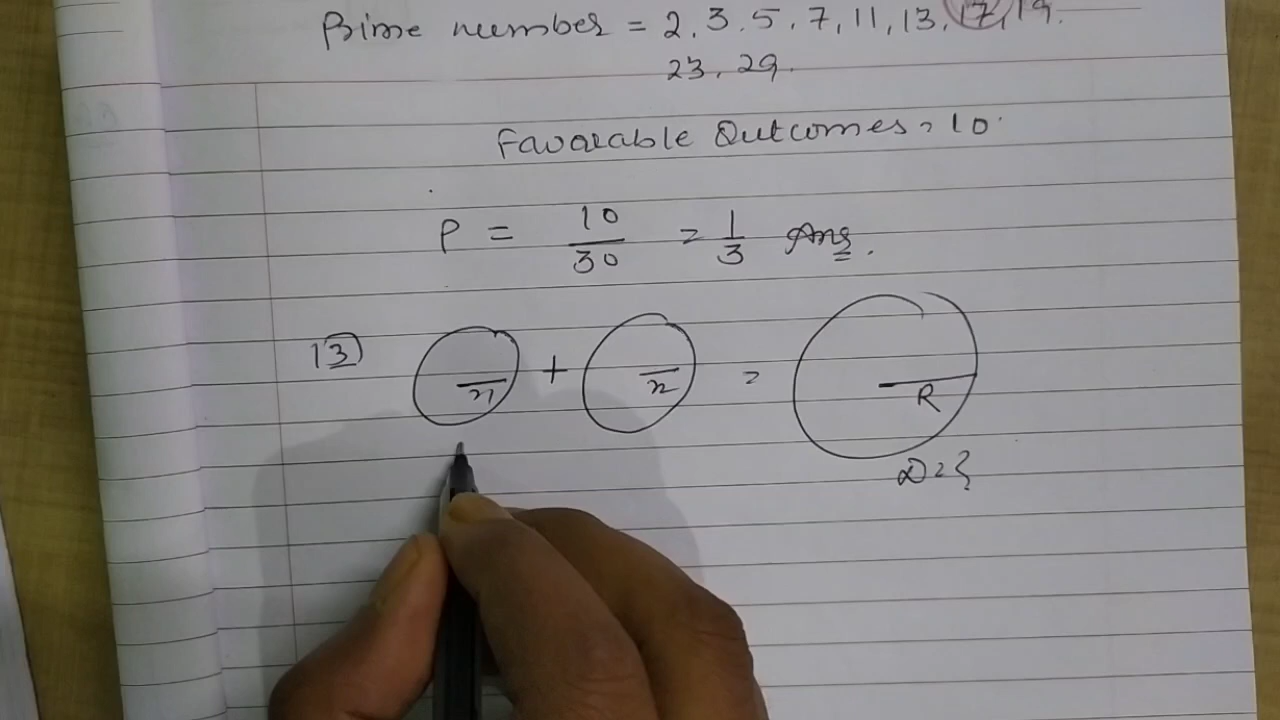 Prime number = 2, 3, 5, 7, 11, 13, 17, 19.
23, 29.
Favorable Outcomes = 10.
P = 10/30 = 1/3 Ans.
13) r1 + r2 = R
D = ?